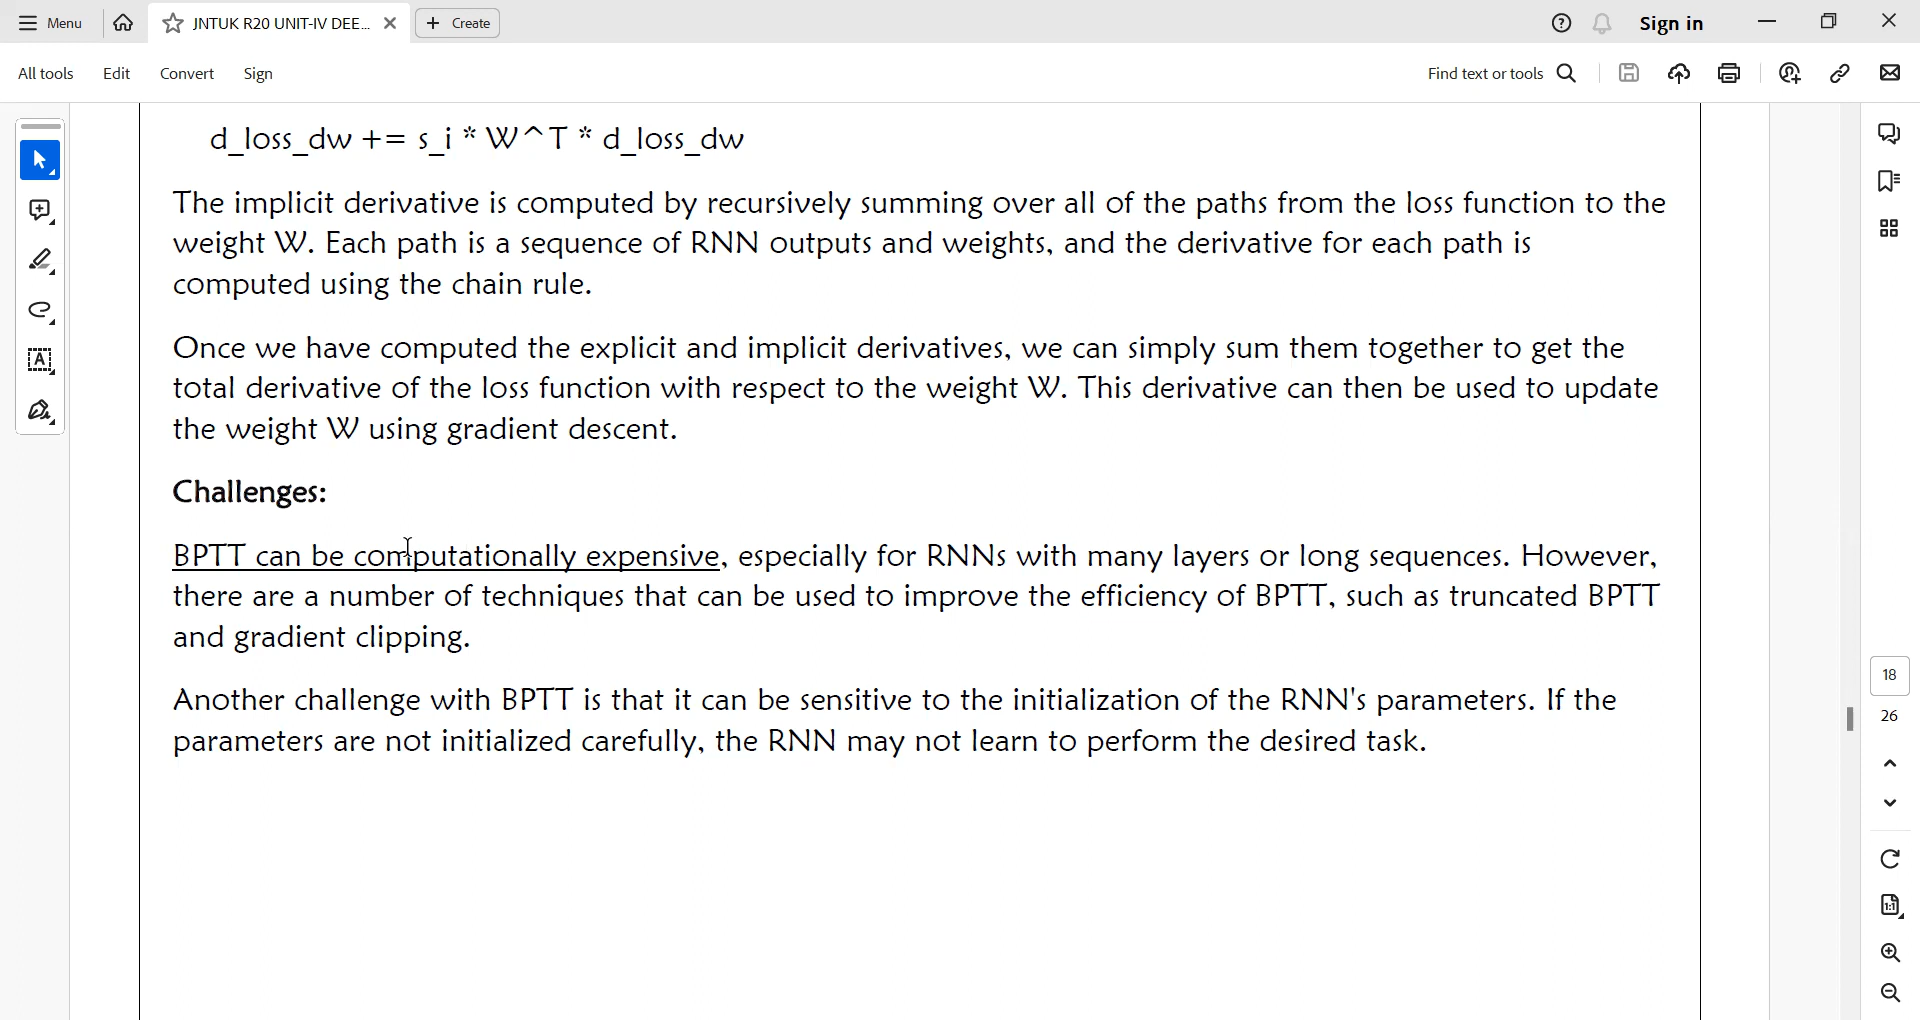 Menu
JNTUK R20 UNIT-IV DEE...
Create
Sign in
All tools
Edit
Convert
Sign
Find text or tools
d_loss_dw += s_i * W^T * d_loss_dw
The implicit derivative is computed by recursively summing over all of the paths from the loss function to the
weight W. Each path is a sequence of RNN outputs and weights, and the derivative for each path is
computed using the chain rule.
Once we have computed the explicit and implicit derivatives, we can simply sum them together to get the
total derivative of the loss function with respect to the weight W. This derivative can then be used to update
the weight W using gradient descent.
Challenges:
BPTT can be computationally expensive, especially for RNNs with many layers or long sequences. However,
there are a number of techniques that can be used to improve the efficiency of BPTT, such as truncated BPTT
and gradient clipping.
Another challenge with BPTT is that it can be sensitive to the initialization of the RNN's parameters. If the
parameters are not initialized carefully, the RNN may not learn to perform the desired task.
18
26
1:1